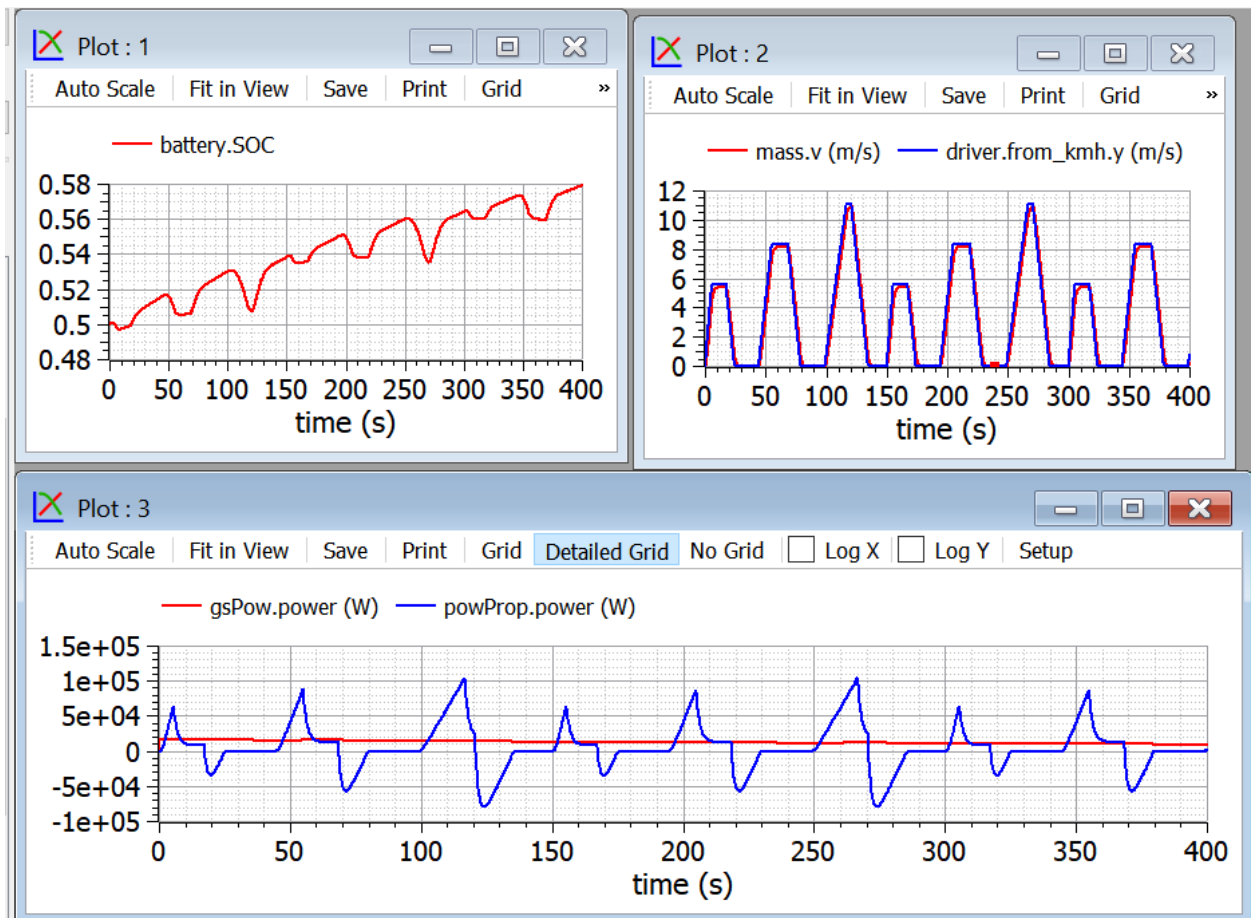 Plot : 1
Auto Scale Fit in View Save Print Grid »
battery.SOC
0.58
0.56
0.54
0.52
0.5
0.48
0 50 100 150 200 250 300 350 400
time (s)
Plot : 2
Auto Scale Fit in View Save Print Grid »
mass.v (m/s) driver.from_kmh.y (m/s)
12
10
8
6
4
2
0
0 50 100 150 200 250 300 350 400
time (s)
Plot : 3
Auto Scale Fit in View Save Print Grid Detailed Grid No Grid Log X Log Y Setup
gsPow.power (W) powProp.power (W)
1.5e+05
1e+05
5e+04
0
-5e+04
-1e+05
0 50 100 150 200 250 300 350 400
time (s)